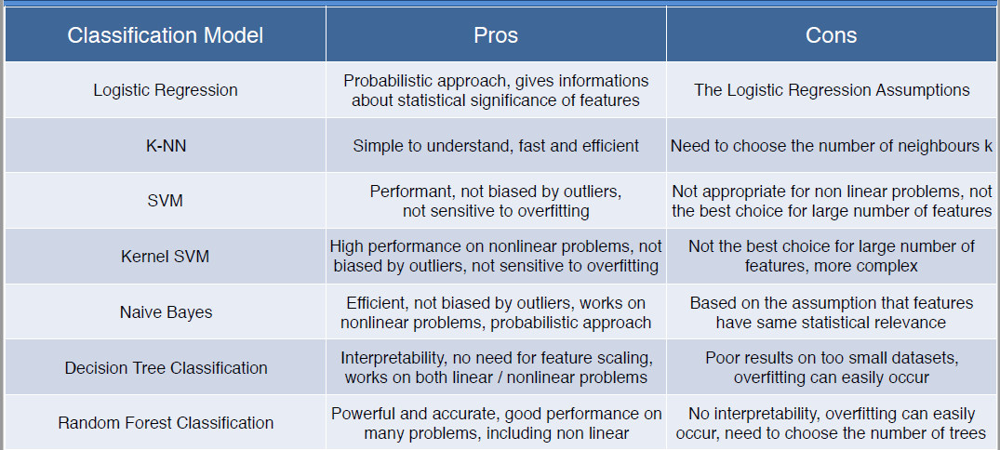 Classification Model
Pros
Cons
Logistic Regression
Probabilistic approach, gives informations
about statistical significance of features
The Logistic Regression Assumptions
K-NN
Simple to understand, fast and efficient
Need to choose the number of neighbours k
SVM
Performant, not biased by outliers,
not sensitive to overfitting
Not appropriate for non linear problems, not
the best choice for large number of features
Kernel SVM
High performance on nonlinear problems, not
biased by outliers, not sensitive to overfitting
Not the best choice for large number of
features, more complex
Naive Bayes
Efficient, not biased by outliers, works on
nonlinear problems, probabilistic approach
Based on the assumption that features
have same statistical relevance
Decision Tree Classification
Interpretability, no need for feature scaling,
works on both linear / nonlinear problems
Poor results on too small datasets,
overfitting can easily occur
Random Forest Classification
Powerful and accurate, good performance on
many problems, including non linear
No interpretability, overfitting can easily
occur, need to choose the number of trees